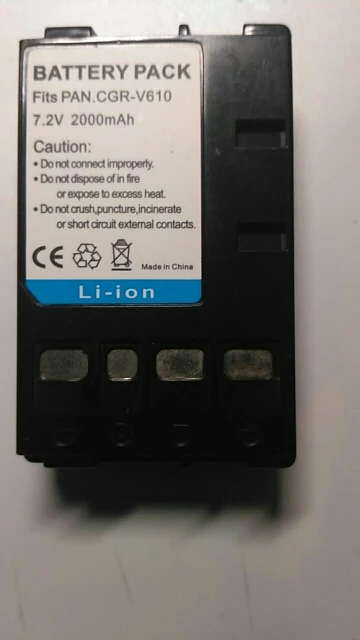 BATTERY PACK
Fits PAN.CGR-V610
7.2V 2000mAh
Caution:
• Do not connect improperly.
• Do not dispose of in fire
or expose to excess heat.
• Do not crush,puncture,incinerate
or short circuit external contacts.
CE
Made in China
Li-ion